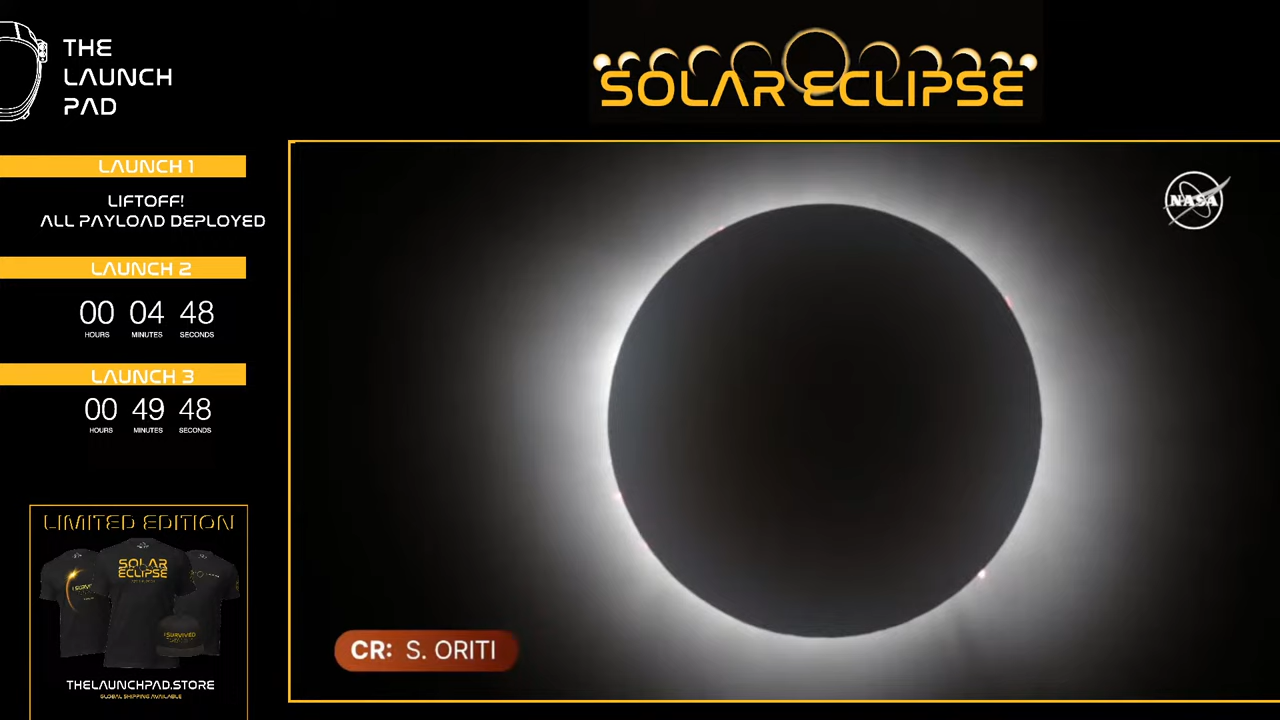 THE
LAUNCH
PAD
SOLAR ECLIPSE
NASA
LAUNCH 1
LIFTOFF!
ALL PAYLOAD DEPLOYED
LAUNCH 2
00 04 48
HOURS MINUTES SECONDS
LAUNCH 3
00 49 48
HOURS MINUTES SECONDS
LIMITED EDITION
SOLAR
ECLIPSE
I SURVIVED
THELAUNCHPAD.STORE
GLOBAL SHIPPING AVAILABLE
CR: S. ORITI